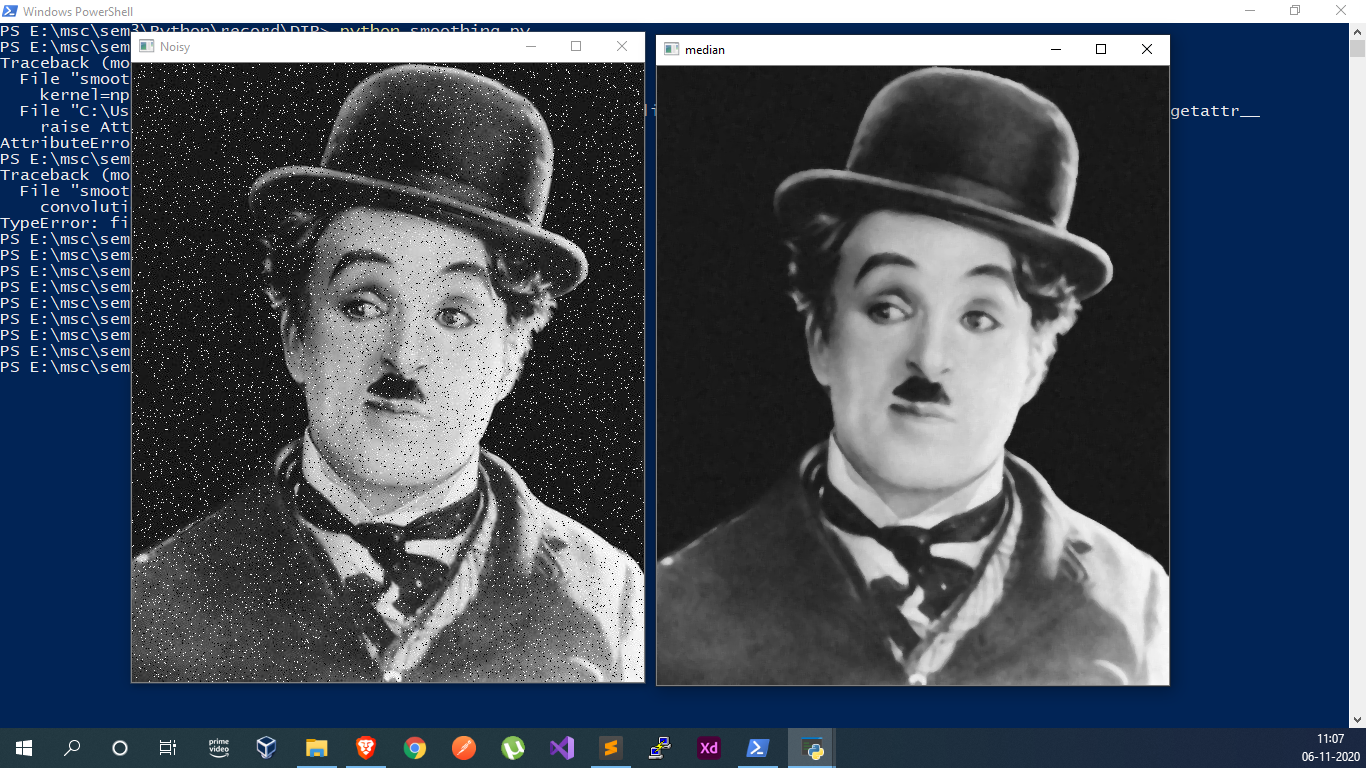 Windows PowerShell
PS E:\msc\sem3\Python\record\DIP> python smoothing.py
PS E:\msc\sem
Traceback (mo
File "smoot
kernel=np
File "C:\Us
getattr__
raise Att
AttributeErro
PS E:\msc\sem
Traceback (mo
File "smoot
convoluti
TypeError: fi
PS E:\msc\sem
PS E:\msc\sem
PS E:\msc\sem
PS E:\msc\sem
PS E:\msc\sem
PS E:\msc\sem
PS E:\msc\sem
PS E:\msc\sem
PS E:\msc\sem
Noisy
median
prime video
Xd
11:07
06-11-2020